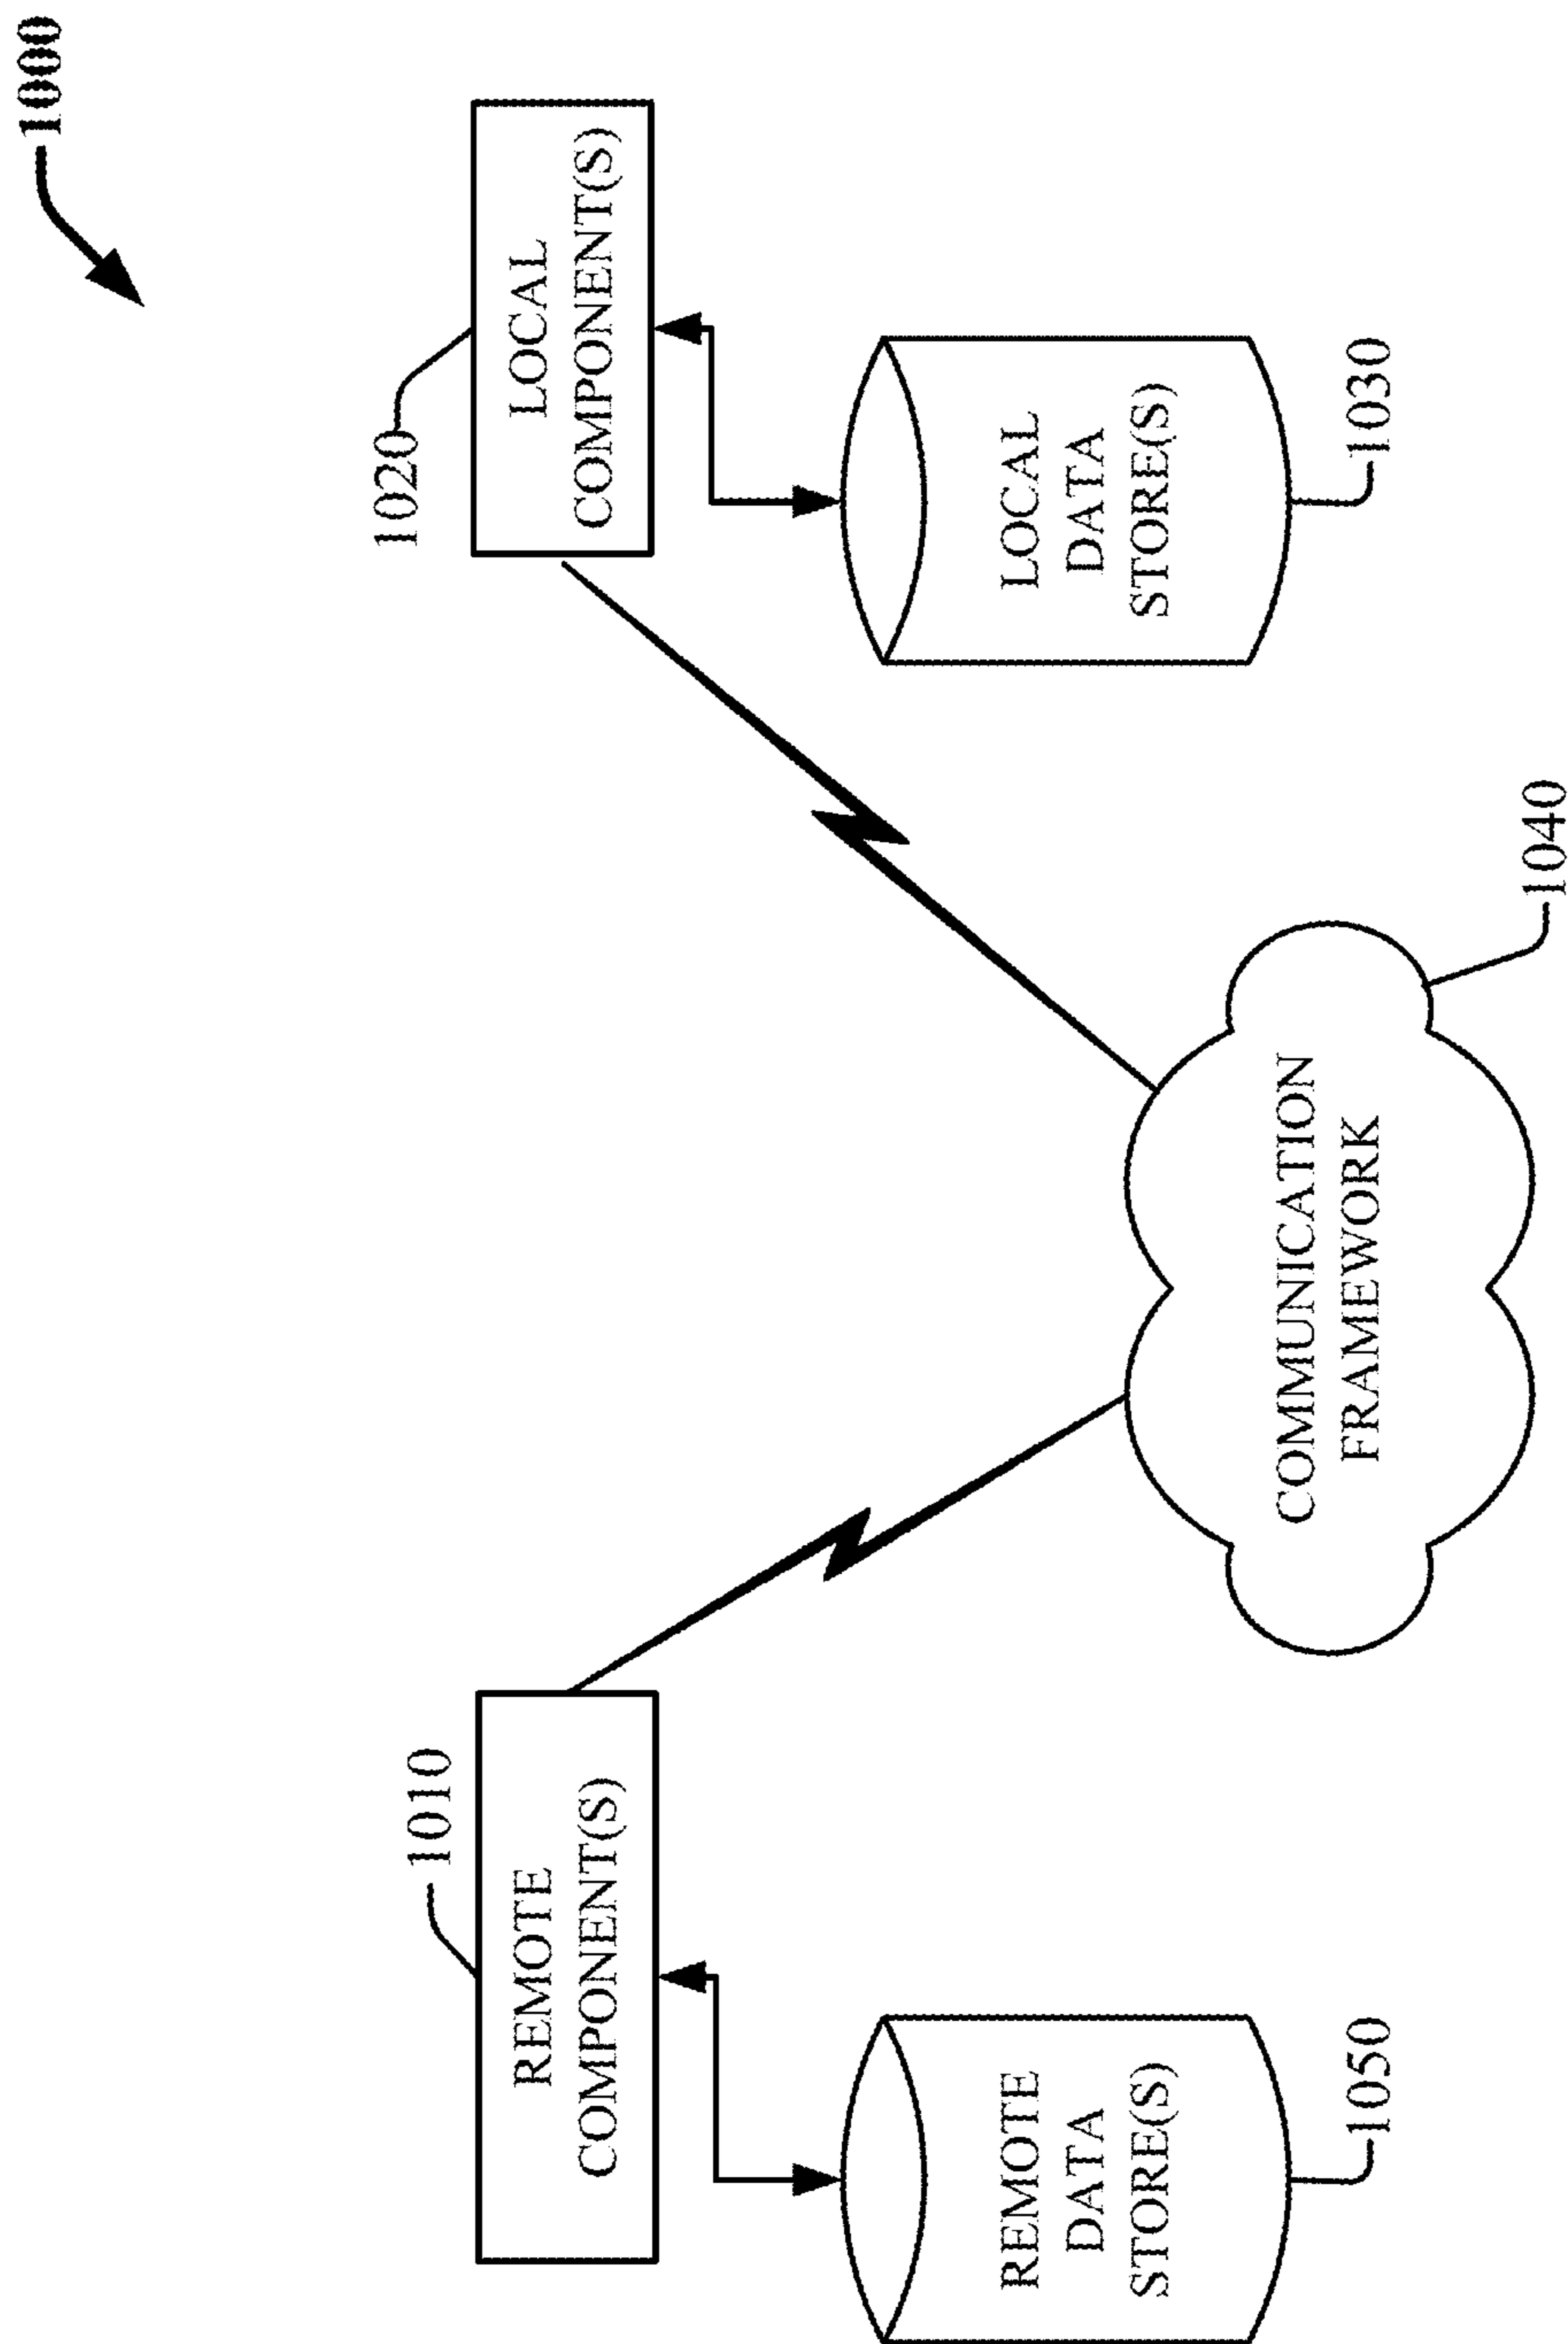 1000
1010
REMOTE
COMPONENT(S)
1020
LOCAL
COMPONENT(S)
REMOTE
DATA
STORE(S)
1050
COMMUNICATION
FRAMEWORK
1040
LOCAL
DATA
STORE(S)
1030